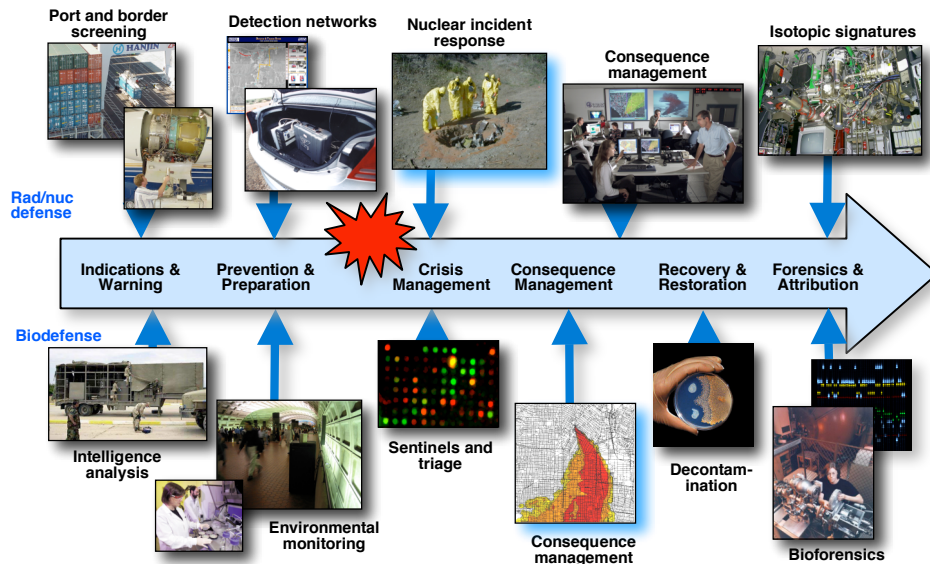 Port and border
screening
Detection networks
Nuclear incident
response
Consequence
management
Isotopic signatures
HANJIN
Rad/nuc
defense
Indications &
Warning
Prevention &
Preparation
Crisis
Management
Consequence
Management
Recovery &
Restoration
Forensics &
Attribution
Biodefense
Intelligence
analysis
Environmental
monitoring
Sentinels and
triage
Consequence
management
Decontam-
ination
Bioforensics